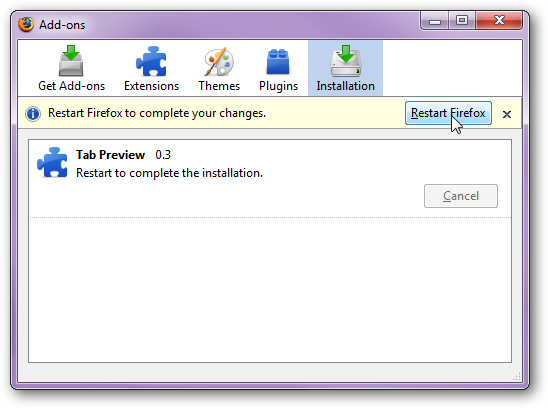 Add-ons
Get Add-ons Extensions Themes Plugins Installation
Restart Firefox to complete your changes. Restart Firefox
Tab Preview 0.3
Restart to complete the installation.
Cancel